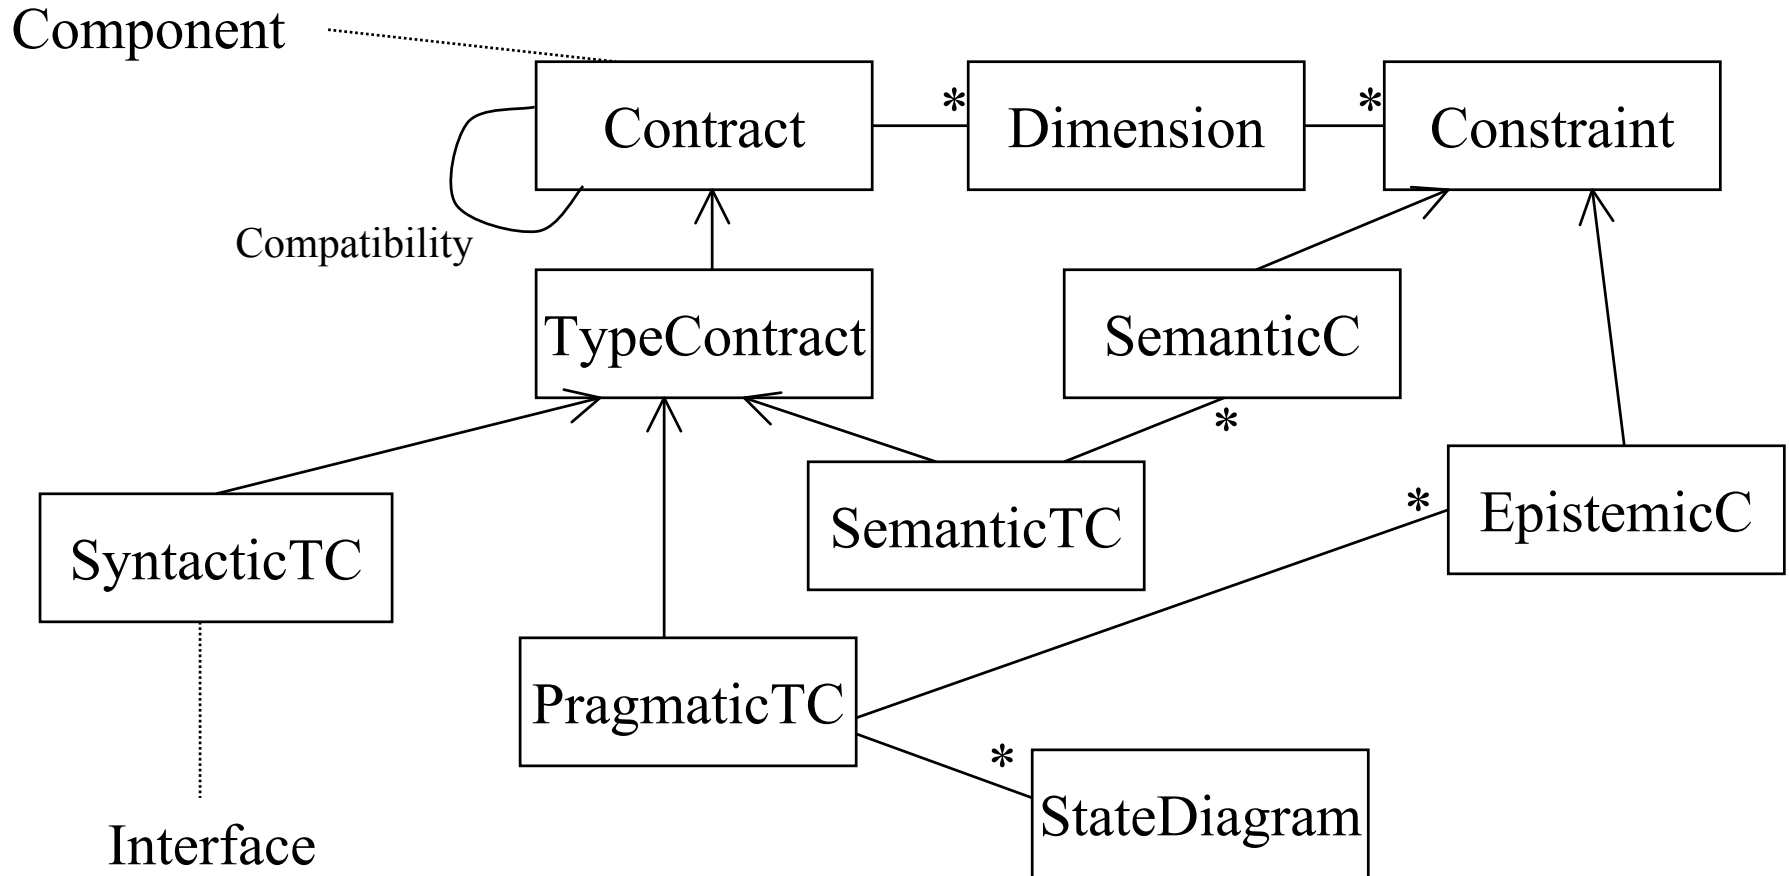 Component
Contract
*
Dimension
*
Constraint
Compatibility
TypeContract
SemanticC
*
SyntacticTC
SemanticTC
*
EpistemicC
PragmaticTC
*
StateDiagram
Interface